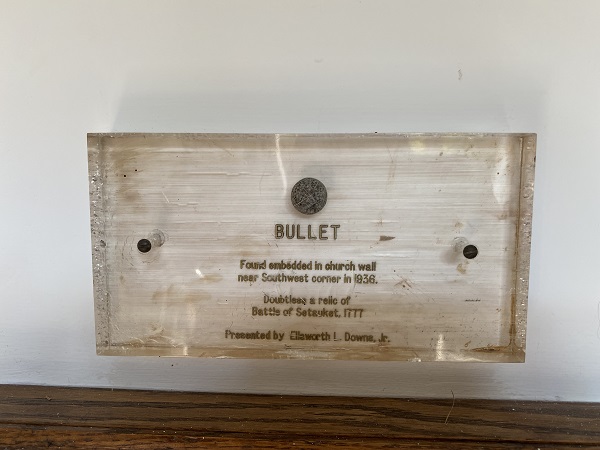 BULLET
Found embedded in church wall
near Southwest corner in 1936.
Doubtless a relic of
Battle of Setauket, 1777
Presented by Ellsworth L. Downs, Jr.